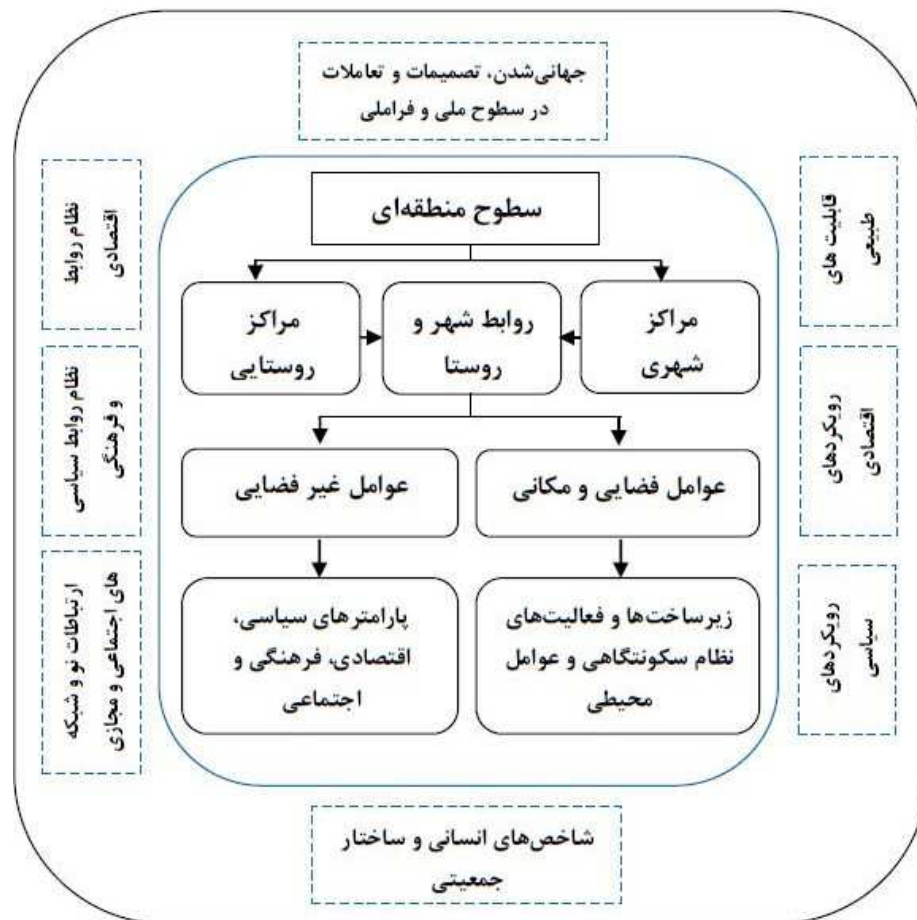 جهانی‌شدن، تصمیمات و تعاملات
در سطوح ملی و فراملی
قابلیت های
طبیعی
رویکردهای
اقتصادی
رویکردهای
سیاسی
سطوح منطقه‌ای
مراکز
شهری
روابط شهر و
روستا
مراکز
روستایی
عوامل فضایی و مکانی
عوامل غیر فضایی
زیرساخت‌ها و فعالیت‌های
نظام سکونتگاهی و عوامل
محیطی
پارامترهای سیاسی،
اقتصادی، فرهنگی و
اجتماعی
نظام روابط
اقتصادی
نظام روابط سیاسی
و فرهنگی
ارتباطات نو و شبکه
های اجتماعی و مجازی
شاخص‌های انسانی و ساختار
جمعیتی